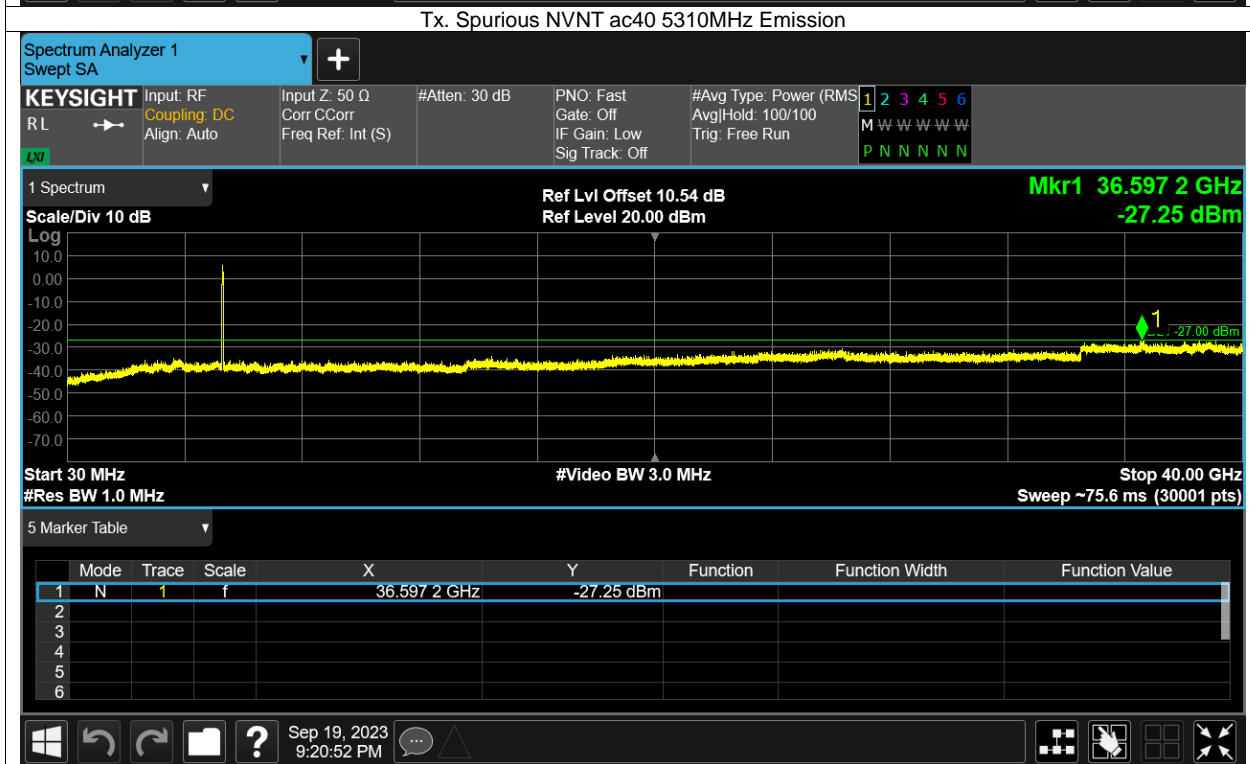 Tx. Spurious NVNT ac40 5310MHz Emission
Spectrum Analyzer 1
Swept SA
+
KEYSIGHT Input: RF Input Z: 50 Ω #Atten: 30 dB PNO: Fast #Avg Type: Power (RMS 1 2 3 4 5 6
R L Coupling: DC Corr CCorr Gate: Off Avg|Hold: 100/100 M W W W W W
Align: Auto Freq Ref: Int (S) IF Gain: Low Trig: Free Run
LXI Sig Track: Off P N N N N N
1 Spectrum Ref Lvl Offset 10.54 dB Mkr1 36.597 2 GHz
Scale/Div 10 dB Ref Level 20.00 dBm -27.25 dBm
Log
10.0
0.00
-10.0
-20.0 1
-27.00 dBm
-30.0
-40.0
-50.0
-60.0
-70.0
Start 30 MHz #Video BW 3.0 MHz Stop 40.00 GHz
#Res BW 1.0 MHz Sweep ~75.6 ms (30001 pts)
5 Marker Table
Mode Trace Scale X Y Function Function Width Function Value
1 N 1 f 36.597 2 GHz -27.25 dBm
2
3
4
5
6
? Sep 19, 2023
9:20:52 PM